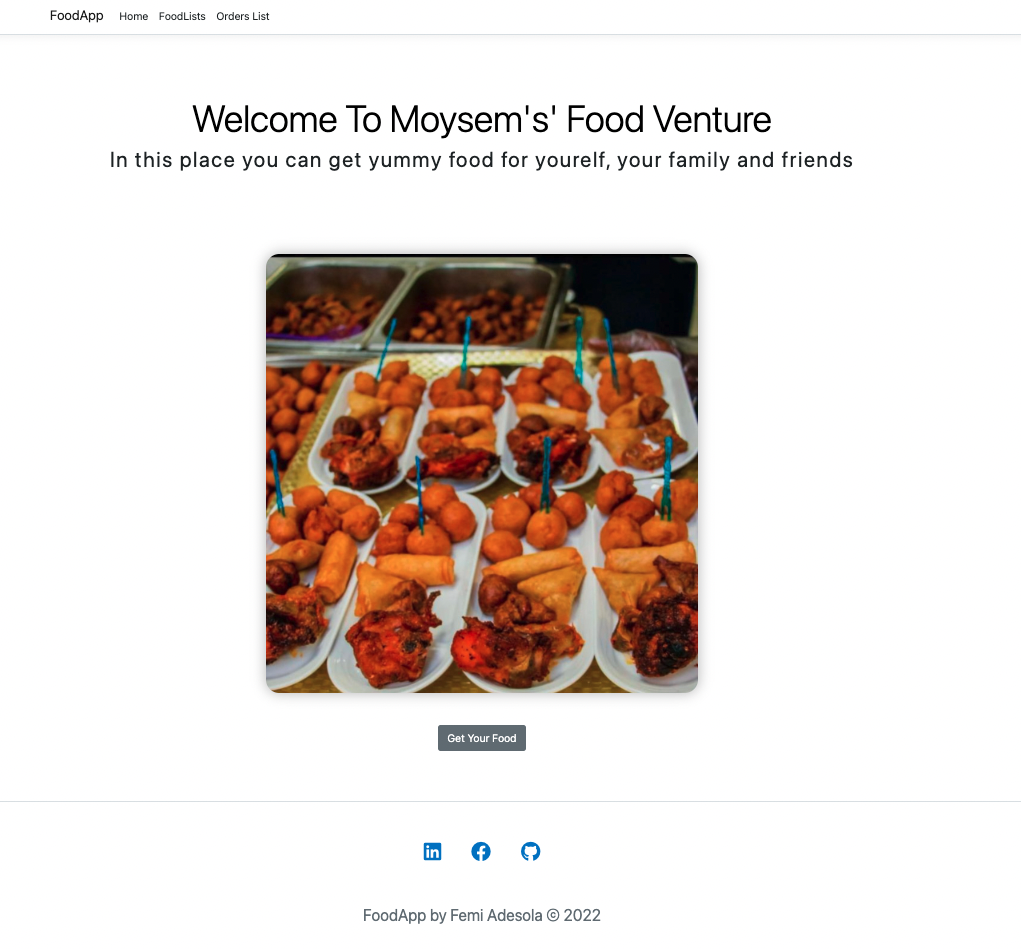 FoodApp Home FoodLists Orders List
Welcome To Moysem's' Food Venture
In this place you can get yummy food for yourelf, your family and friends
Get Your Food
FoodApp by Femi Adesola © 2022